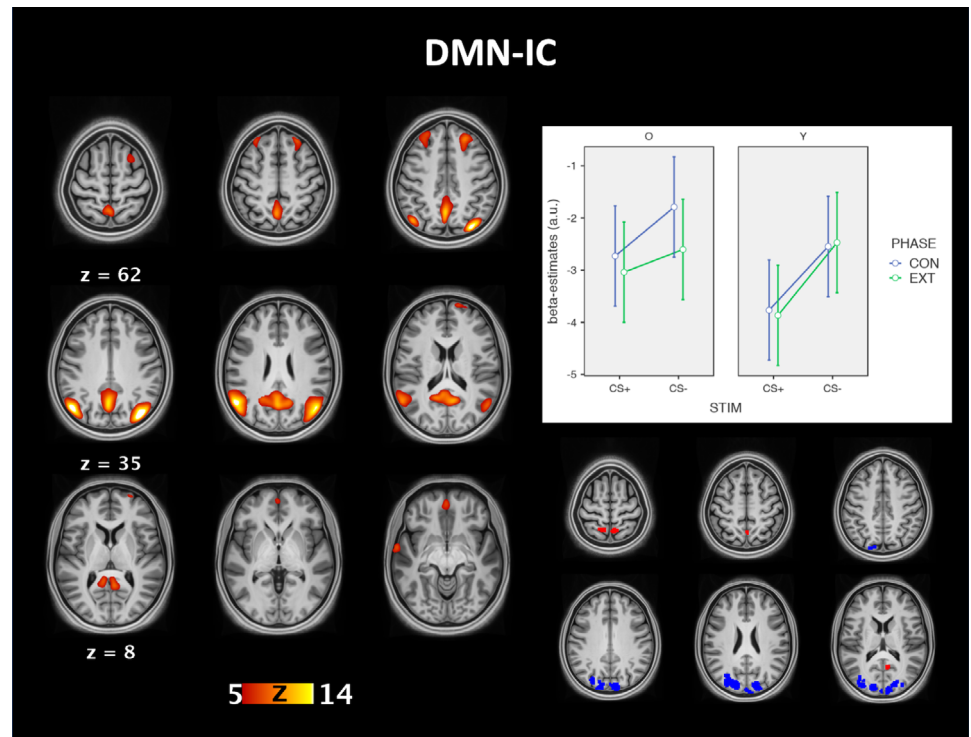 DMN-IC
z = 62
z = 35
z = 8
5 Z 14
O Y
beta-estimates (a.u.)
-1
-2
-3
-4
-5
CS+ CS- CS+ CS-
STIM
PHASE
CON
EXT